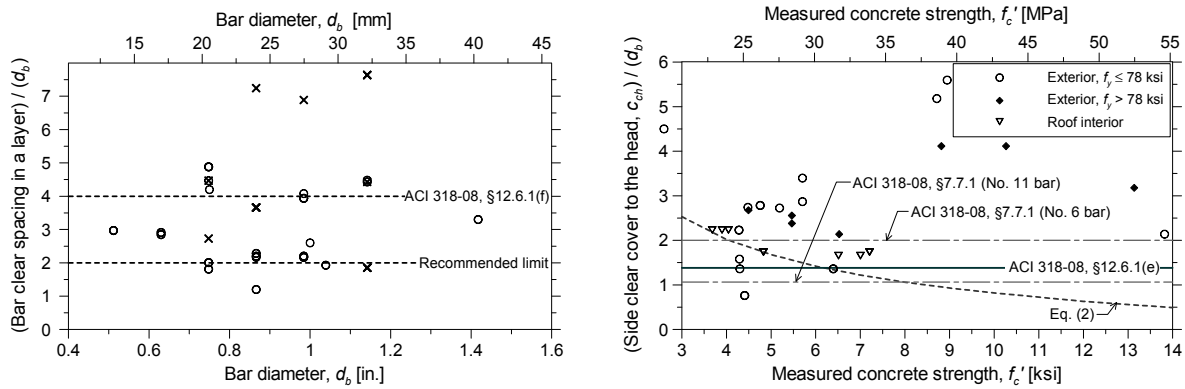 Bar diameter, d_b [mm]
15 20 25 30 35 40 45
(Bar clear spacing in a layer) / (d_b)
7
6
5
4
3
2
1
0
ACI 318-08, §12.6.1(f)
Recommended limit
0.4 0.6 0.8 1 1.2 1.4 1.6
Bar diameter, d_b [in.]
Measured concrete strength, f_c' [MPa]
25 30 35 40 45 50 55
(Side clear cover to the head, c_ch) / (d_b)
6
5
4
3
2
1
0
Exterior, f_y ≤ 78 ksi
Exterior, f_y > 78 ksi
Roof interior
ACI 318-08, §7.7.1 (No. 11 bar)
ACI 318-08, §7.7.1 (No. 6 bar)
ACI 318-08, §12.6.1(e)
Eq. (2)
3 4 5 6 7 8 9 10 11 12 13 14
Measured concrete strength, f_c' [ksi]